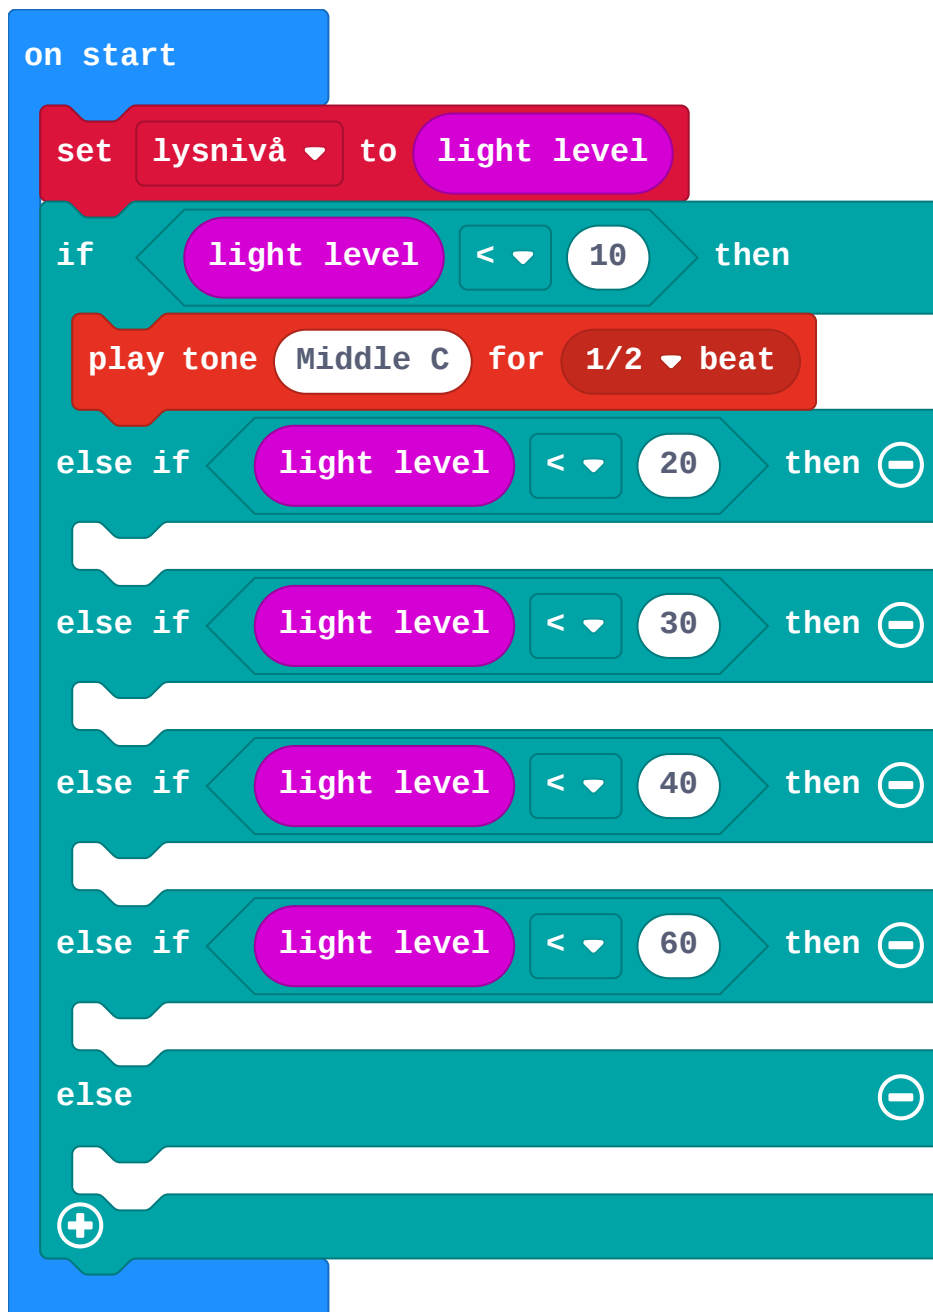 on start
set lysnivå to light level
if light level < 10 then
play tone Middle C for 1/2 beat
else if light level < 20 then
else if light level < 30 then
else if light level < 40 then
else if light level < 60 then
else